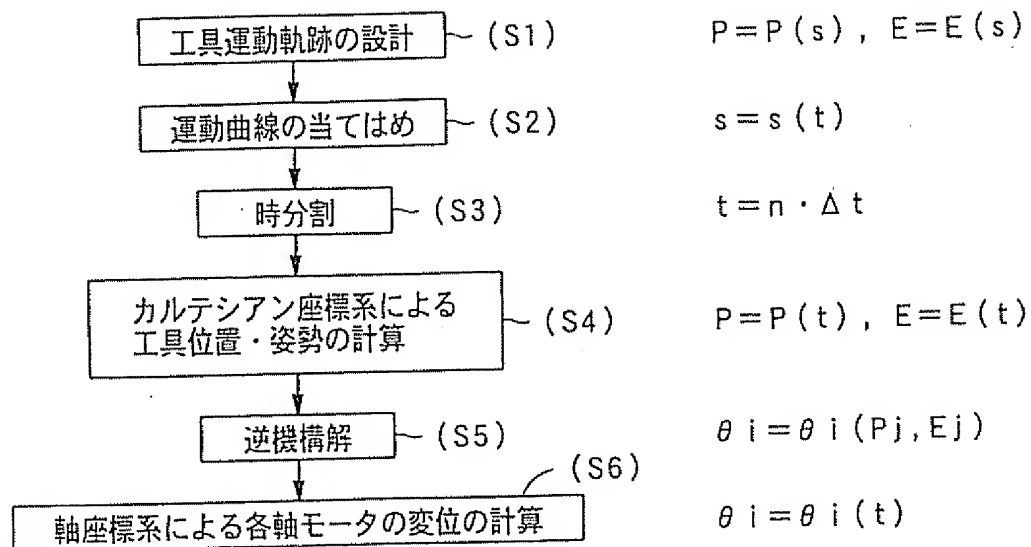 工具運動軌跡の設計 (S1) P=P(s), E=E(s)
運動曲線の当てはめ (S2) s=s(t)
時分割 (S3) t=n・Δt
カルテシアン座標系による
工具位置・姿勢の計算 (S4) P=P(t), E=E(t)
逆機構解 (S5) θi=θi(Pj,Ej)
(S6)
軸座標系による各軸モータの変位の計算 θi=θi(t)